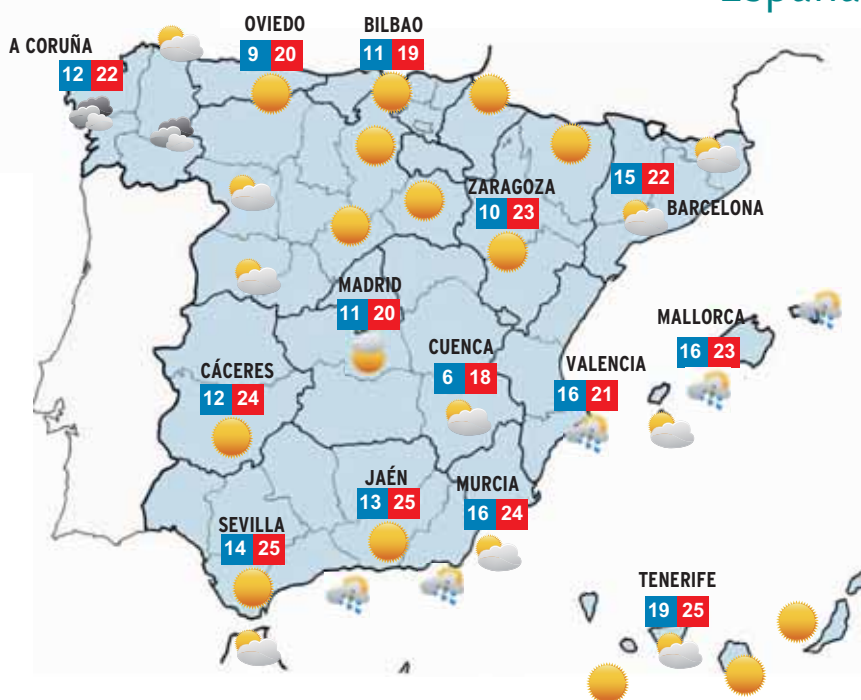 España
OVIEDO
9 20
BILBAO
11 19
A CORUÑA
12 22
ZARAGOZA
10 23
15 22
BARCELONA
MADRID
11 20
MALLORCA
16 23
CUENCA
6 18
VALENCIA
16 21
CÁCERES
12 24
JAÉN
13 25
MURCIA
16 24
SEVILLA
14 25
TENERIFE
19 25